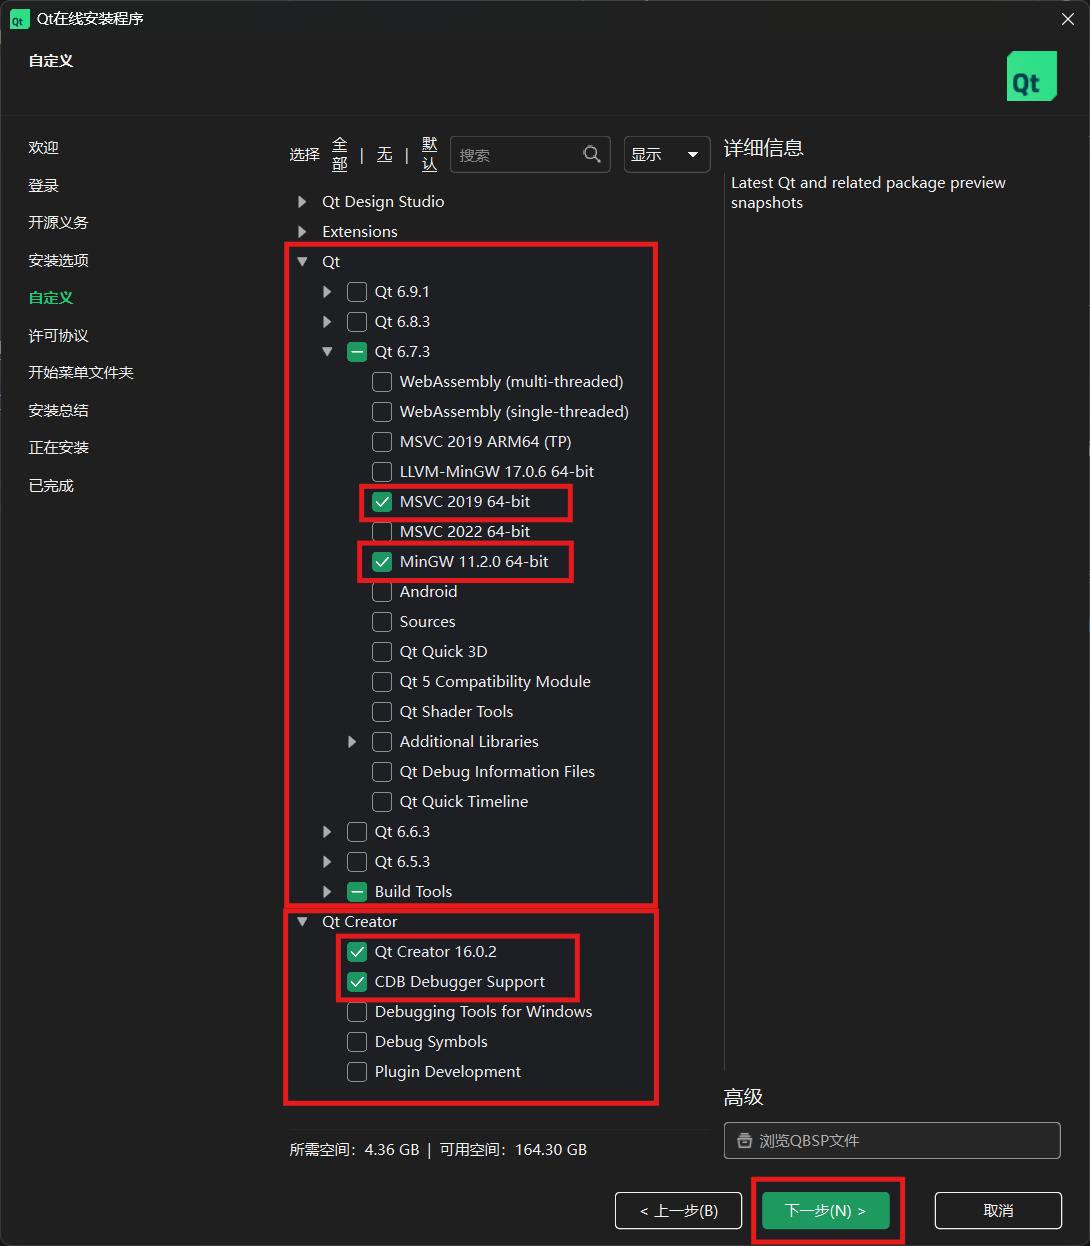 Qt在线安装程序
自定义
Qt
欢迎
登录
开源义务
安装选项
自定义
许可协议
开始菜单文件夹
安装总结
正在安装
已完成
选择 全部 | 无 | 默认 搜索 显示
Qt Design Studio
Extensions
Qt
Qt 6.9.1
Qt 6.8.3
Qt 6.7.3
WebAssembly (multi-threaded)
WebAssembly (single-threaded)
MSVC 2019 ARM64 (TP)
LLVM-MinGW 17.0.6 64-bit
MSVC 2019 64-bit
MSVC 2022 64-bit
MinGW 11.2.0 64-bit
Android
Sources
Qt Quick 3D
Qt 5 Compatibility Module
Qt Shader Tools
Additional Libraries
Qt Debug Information Files
Qt Quick Timeline
Qt 6.6.3
Qt 6.5.3
Build Tools
Qt Creator
Qt Creator 16.0.2
CDB Debugger Support
Debugging Tools for Windows
Debug Symbols
Plugin Development
所需空间：4.36 GB | 可用空间：164.30 GB
详细信息
Latest Qt and related package preview
snapshots
高级
浏览QBSP文件
< 上一步(B)
下一步(N) >
取消